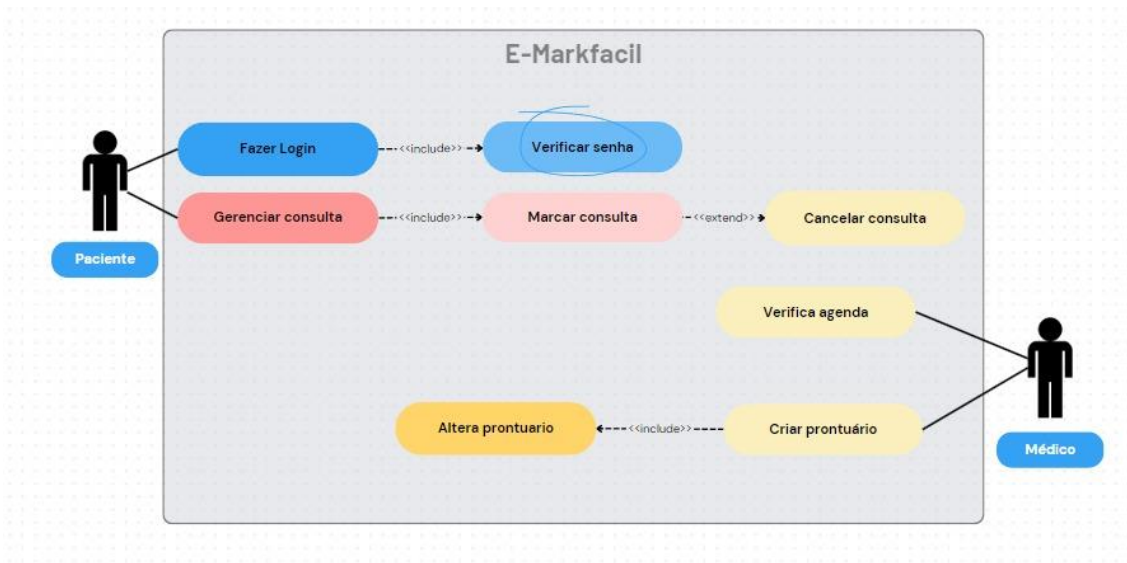 E-Markfacil
Fazer Login
<<include>>
Verificar senha
Gerenciar consulta
<<include>>
Marcar consulta
<<extend>>
Cancelar consulta
Paciente
Verifica agenda
Altera prontuario
<<include>>
Criar prontuário
Médico